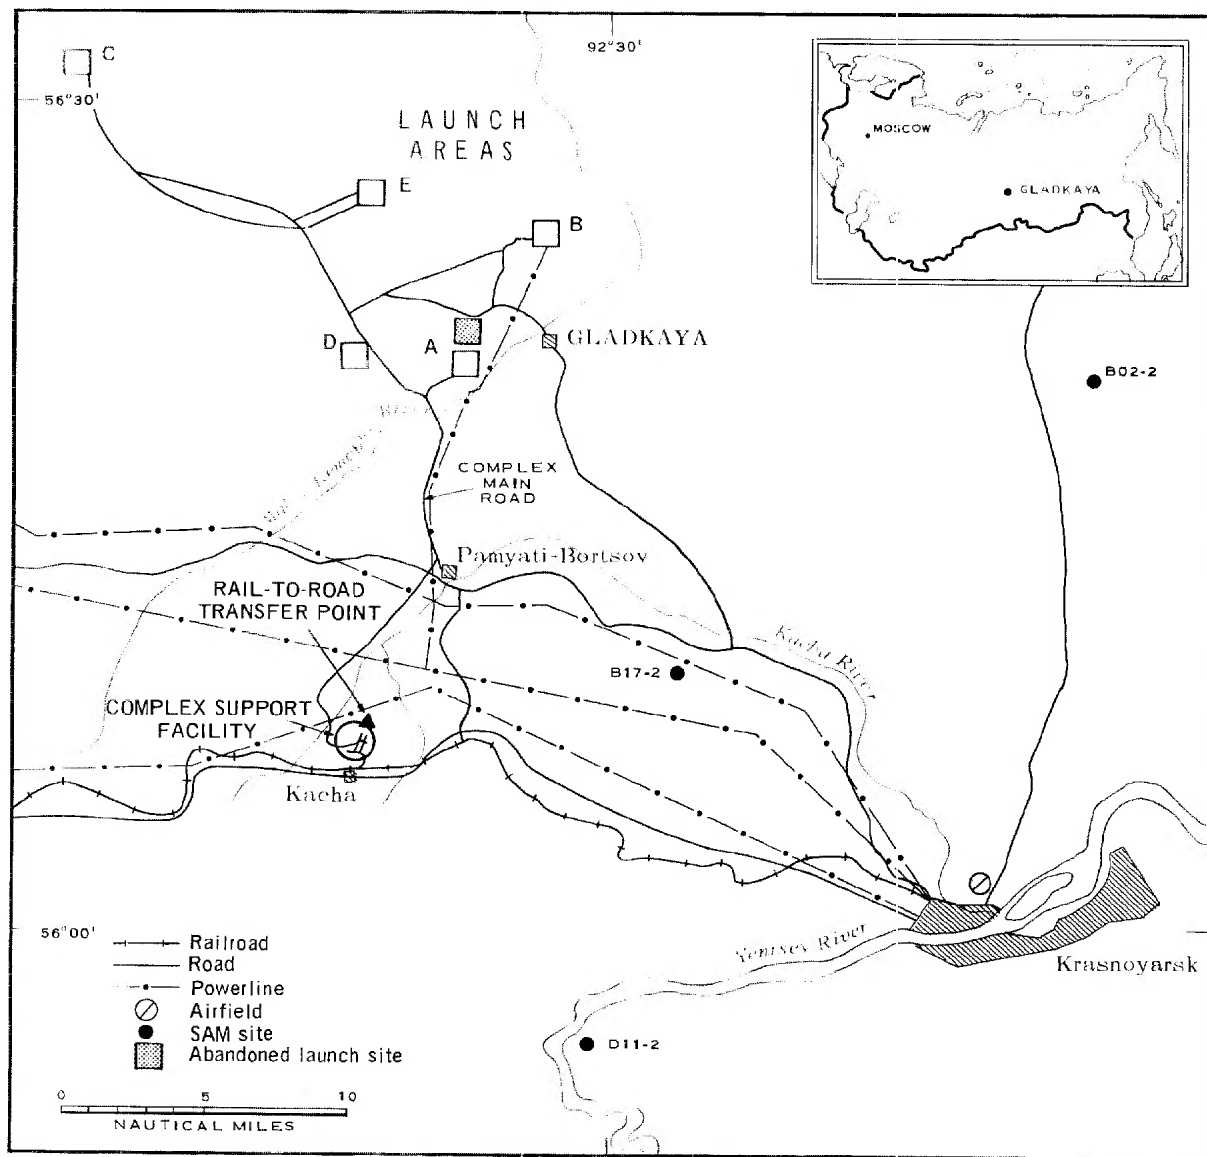 92°30'
C
56°30'
LAUNCH
AREAS
MOSCOW
GLADKAYA
E
B
D
A
GLADKAYA
B02-2
River
COMPLEX
MAIN
ROAD
Pamyati-Bortsov
RAIL-TO-ROAD
TRANSFER POINT
Kacha River
B17-2
COMPLEX SUPPORT
FACILITY
Kacha
56°00'
Yenisey River
Krasnoyarsk
Railroad
Road
Powerline
Airfield
SAM site
Abandoned launch site
D11-2
0 5 10
NAUTICAL MILES